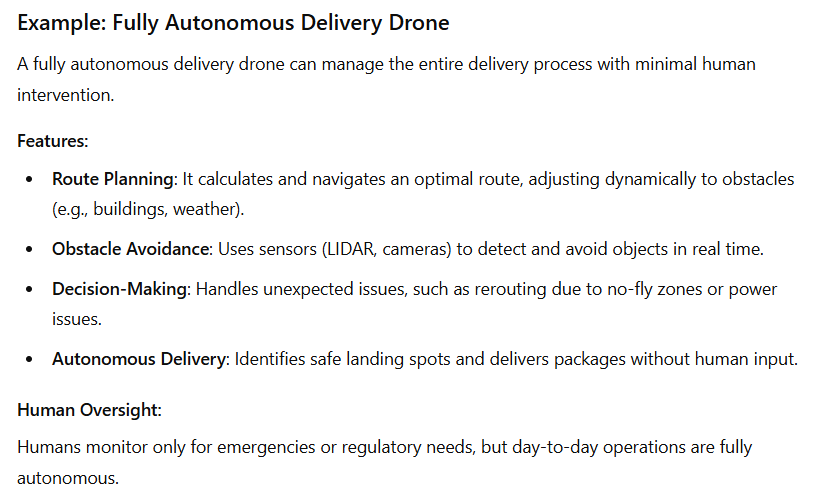 Example: Fully Autonomous Delivery Drone
A fully autonomous delivery drone can manage the entire delivery process with minimal human
intervention.
Features:
• Route Planning: It calculates and navigates an optimal route, adjusting dynamically to obstacles
(e.g., buildings, weather).
• Obstacle Avoidance: Uses sensors (LIDAR, cameras) to detect and avoid objects in real time.
• Decision-Making: Handles unexpected issues, such as rerouting due to no-fly zones or power
issues.
• Autonomous Delivery: Identifies safe landing spots and delivers packages without human input.
Human Oversight:
Humans monitor only for emergencies or regulatory needs, but day-to-day operations are fully
autonomous.